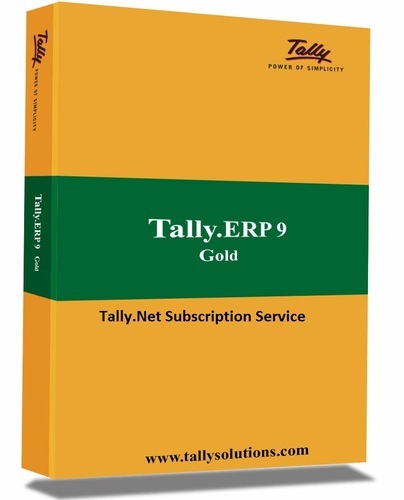 Tally
POWER OF SIMPLICITY
Tally.ERP 9
Gold
Tally
POWER OF SIMPLICITY
Tally.ERP 9
Gold
Tally.Net Subscription Service
www.tallysolutions.com